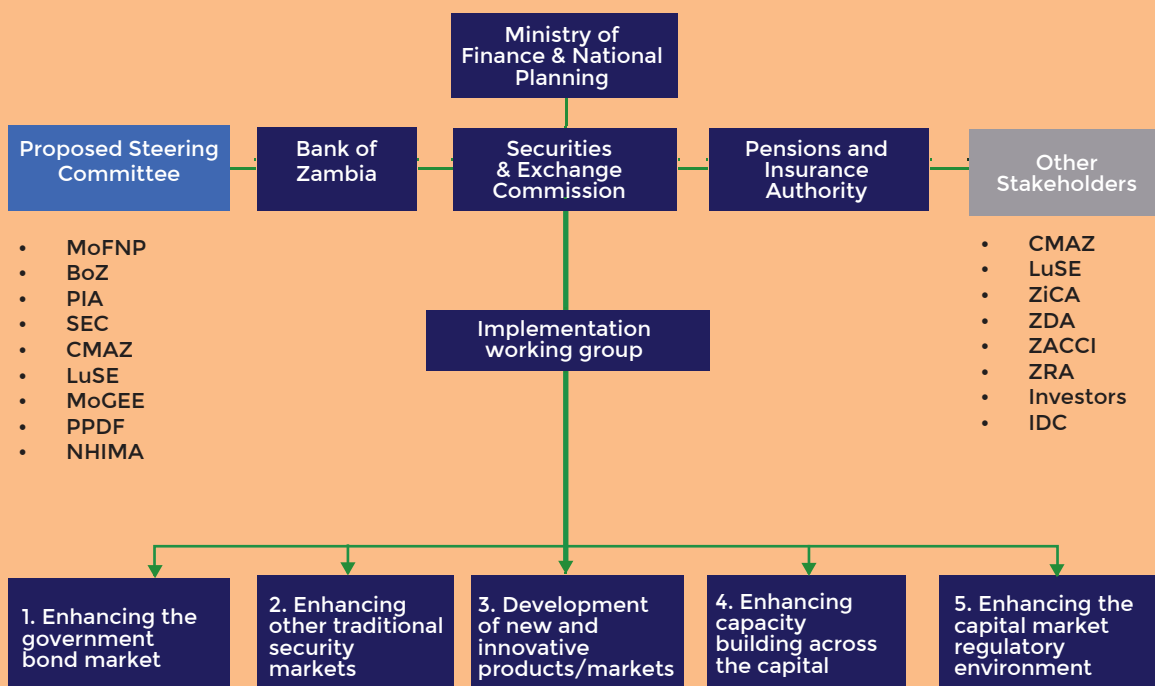 Ministry of
Finance & National
Planning
Proposed Steering
Committee
Bank of
Zambia
Securities
& Exchange
Commission
Pensions and
Insurance
Authority
Other
Stakeholders
• MoFNP
• BoZ
• PIA
• SEC
• CMAZ
• LuSE
• MoGEE
• PPDF
• NHIMA
• CMAZ
• LuSE
• ZiCA
• ZDA
• ZACCI
• ZRA
• Investors
• IDC
Implementation
working group
1. Enhancing the
government
bond market
2. Enhancing
other traditional
security
markets
3. Development
of new and
innovative
products/markets
4. Enhancing
capacity
building across
the capital
5. Enhancing the
capital market
regulatory
environment